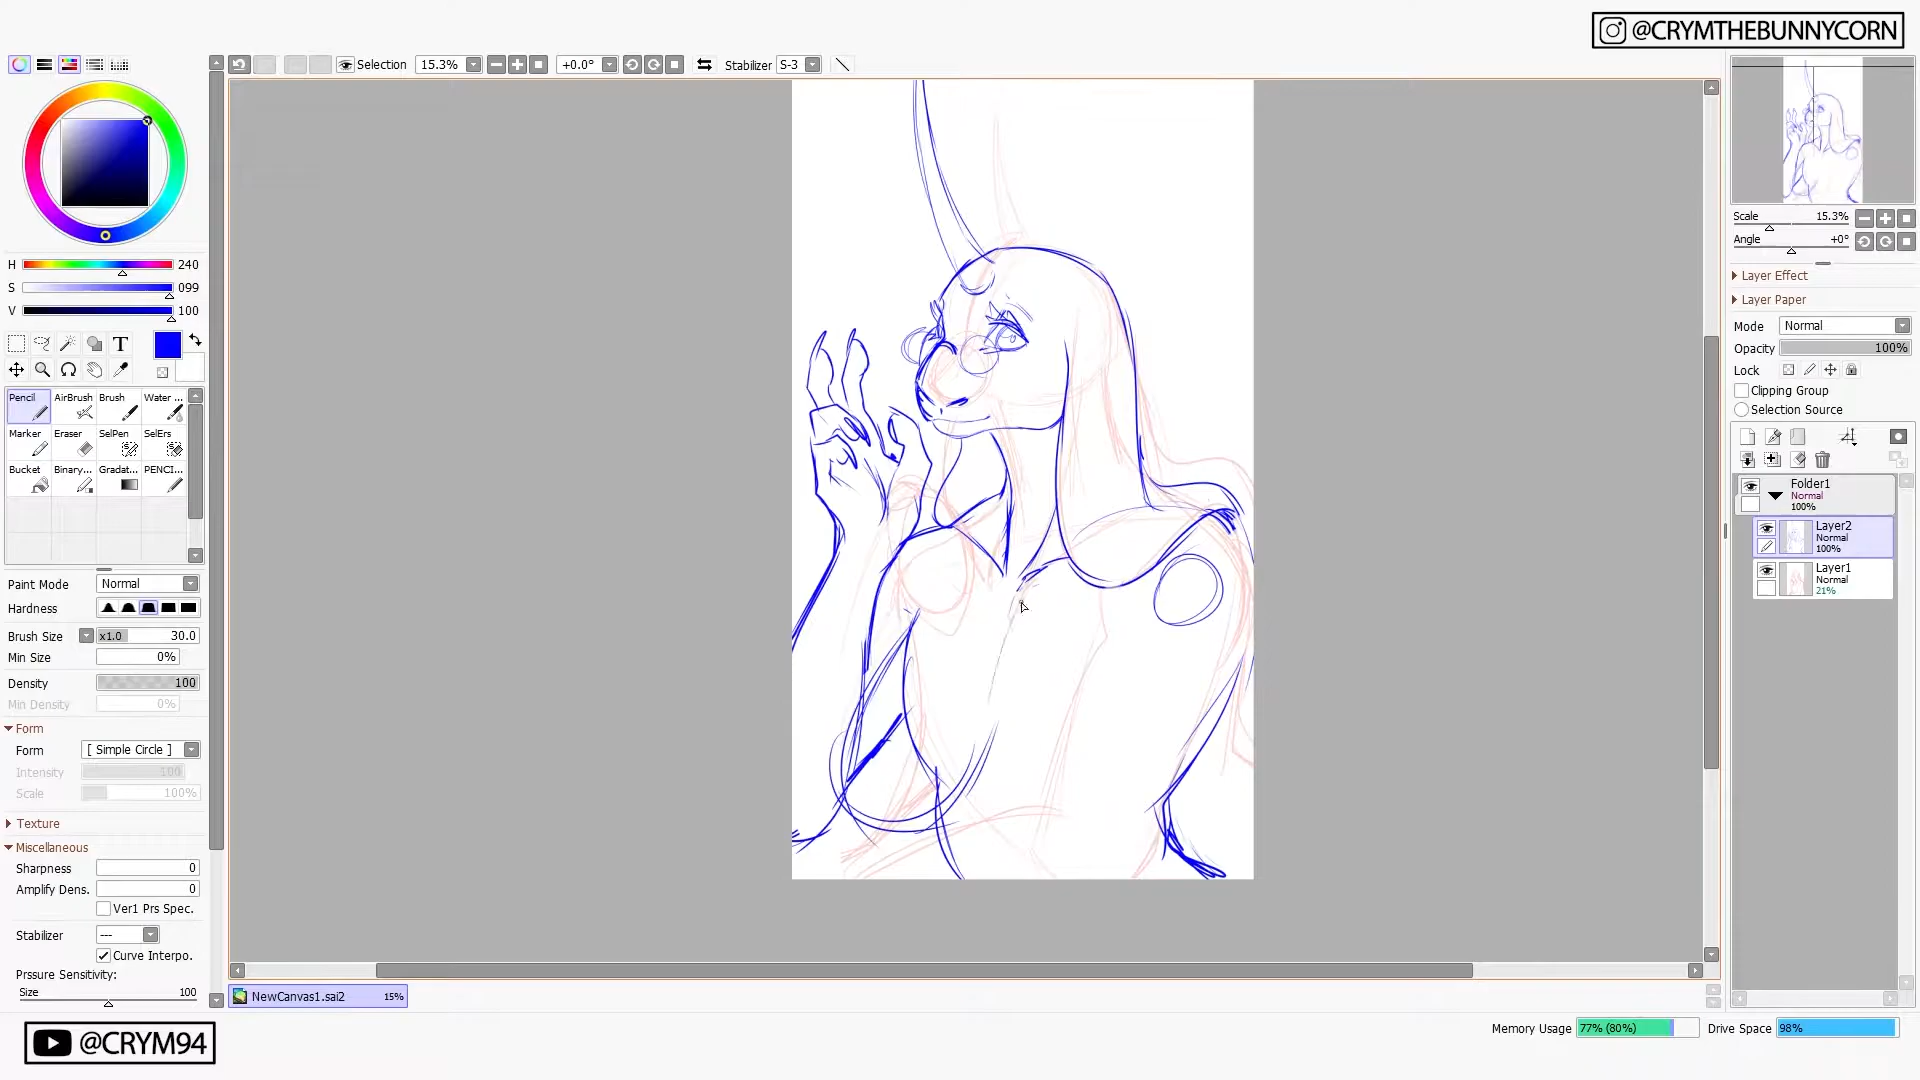 @CRYMTHEBUNNYCORN
Selection 15.3% +0.0° Stabilizer S-3
H 240
S 099
V 100
T
Pencil AirBrush Brush Water ...
Marker Eraser SelPen SelErs
Bucket Binary... Gradat... PENCI...
Paint Mode Normal
Hardness
Brush Size x1.0 30.0
Min Size 0%
Density 100
Min Density 0%
Form
Form [ Simple Circle ]
Intensity 100
Scale 100%
Texture
Miscellaneous
Sharpness 0
Amplify Dens. 0
Ver1 Prs Spec.
Stabilizer ---
Curve Interpo.
Prssure Sensitivity:
Size 100
NewCanvas1.sai2 15%
Scale 15.3%
Angle +0°
Layer Effect
Layer Paper
Mode Normal
Opacity 100%
Lock
Clipping Group
Selection Source
Folder1
Normal
100%
Layer2
Normal
100%
Layer1
Normal
21%
Memory Usage 77% (80%) Drive Space 98%
@CRYM94